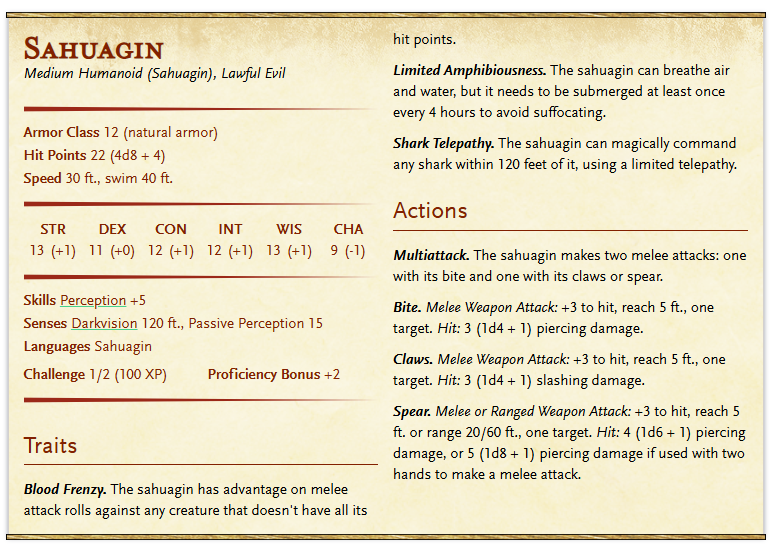 Sahuagin
Medium Humanoid (Sahuagin), Lawful Evil
Armor Class 12 (natural armor)
Hit Points 22 (4d8 + 4)
Speed 30 ft., swim 40 ft.
STR DEX CON INT WIS CHA
13 (+1) 11 (+0) 12 (+1) 12 (+1) 13 (+1) 9 (-1)
Skills Perception +5
Senses Darkvision 120 ft., Passive Perception 15
Languages Sahuagin
Challenge 1/2 (100 XP) Proficiency Bonus +2
Traits
Blood Frenzy. The sahuagin has advantage on melee
attack rolls against any creature that doesn't have all its
hit points.
Limited Amphibiousness. The sahuagin can breathe air
and water, but it needs to be submerged at least once
every 4 hours to avoid suffocating.
Shark Telepathy. The sahuagin can magically command
any shark within 120 feet of it, using a limited telepathy.
Actions
Multiattack. The sahuagin makes two melee attacks: one
with its bite and one with its claws or spear.
Bite. Melee Weapon Attack: +3 to hit, reach 5 ft., one
target. Hit: 3 (1d4 + 1) piercing damage.
Claws. Melee Weapon Attack: +3 to hit, reach 5 ft., one
target. Hit: 3 (1d4 + 1) slashing damage.
Spear. Melee or Ranged Weapon Attack: +3 to hit, reach 5
ft. or range 20/60 ft., one target. Hit: 4 (1d6 + 1) piercing
damage, or 5 (1d8 + 1) piercing damage if used with two
hands to make a melee attack.